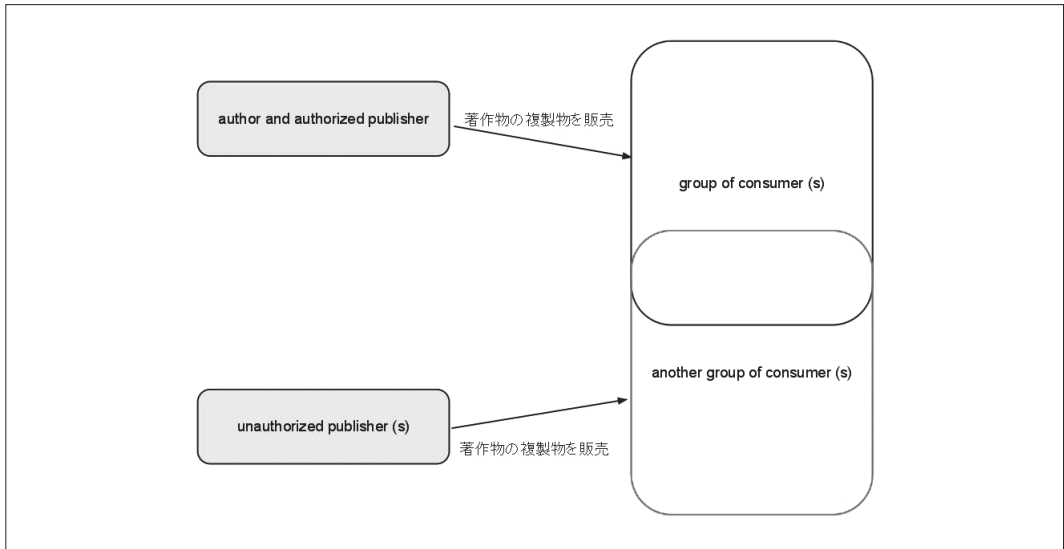 author and authorized publisher
著作物の複製物を販売
group of consumer (s)
another group of consumer (s)
unauthorized publisher (s)
著作物の複製物を販売